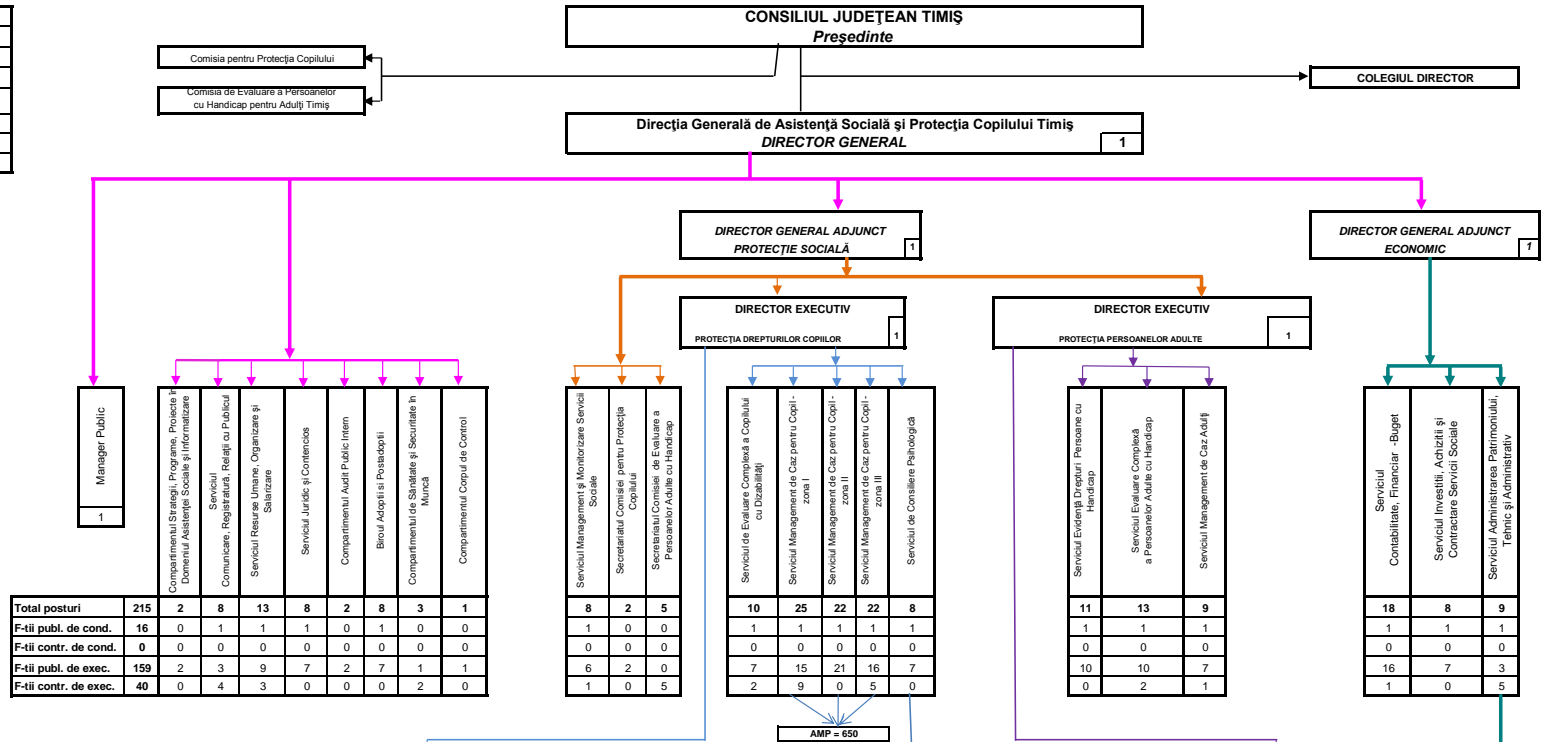 CONSILIUL JUDEŢEAN TIMIŞ
Preşedinte
Comisia pentru Protecţia Copilului
Comisia de Evaluare a Persoanelor
cu Handicap pentru Adulţi Timiş
COLEGIUL DIRECTOR
Direcţia Generală de Asistenţă Socială şi Protecţia Copilului Timiş
DIRECTOR GENERAL
1
DIRECTOR GENERAL ADJUNCT
PROTECŢIE SOCIALĂ
1
DIRECTOR GENERAL ADJUNCT
ECONOMIC
1
DIRECTOR EXECUTIV
PROTECŢIA DREPTURILOR COPIILOR
1
DIRECTOR EXECUTIV
PROTECŢIA PERSOANELOR ADULTE
1
Manager Public
1
Compartimentul Strategii, Programe, Proiecte în
Domeniul Asistenţei Sociale şi Informatizare
Serviciul
Comunicare, Registratură, Relaţii cu Publicul
Serviciul Resurse Umane, Organizare şi
Salarizare
Serviciul Juridic şi Contencios
Compartimentul Audit Public Intern
Biroul Adoptii si Postadoptii
Compartimentul de Sănătate şi Securitate în
Muncă
Compartimentul Corpul de Control
Serviciul Management şi Monitorizare Servicii
Sociale
Secretariatul Comisiei pentru Protecţia
Copilului
Secretariatul Comisiei de Evaluare a
Persoanelor Adulte cu Handicap
Serviciul de Evaluare Complexă a Copilului
cu Dizabilităţi
Serviciul Management de Caz pentru Copil -
zona I
Serviciul Management de Caz pentru Copil -
zona II
Serviciul Management de Caz pentru Copil -
zona III
Serviciul de Consiliere Psihologică
Serviciul Evidenţă Drepturi Persoane cu
Handicap
Serviciul Evaluare Complexă
a Persoanelor Adulte cu Handicap
Serviciul Management de Caz Adulţi
Serviciul
Contabilitate, Financiar -Buget
Serviciul Investitii, Achizitii şi
Contractare Servicii Sociale
Serviciul Administrarea Patrimoniului,
Tehnic şi Administrativ
Total posturi 215 2 8 13 8 2 8 3 1 8 2 5 10 25 22 22 8 11 13 9 18 8 9
F-tii publ. de cond. 16 0 1 1 1 0 1 0 0 1 0 0 1 1 1 1 1 1 1 1 1 1 1
F-tii contr. de cond. 0 0 0 0 0 0 0 0 0 0 0 0 0 0 0 0 0 0 0 0 0 0 0
F-tii publ. de exec. 159 2 3 9 7 2 7 1 1 6 2 0 7 15 21 16 7 10 10 7 16 7 3
F-tii contr. de exec. 40 0 4 3 0 0 0 2 0 1 0 5 2 9 0 5 0 0 2 1 1 0 5
AMP = 650